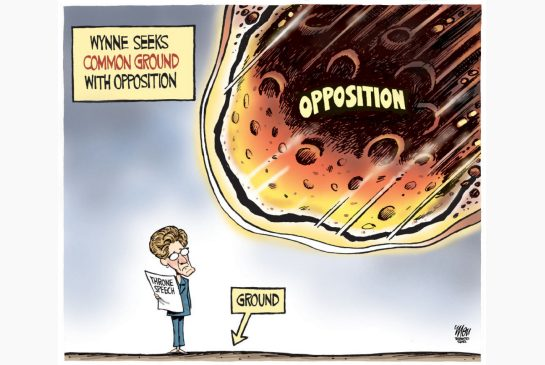 WYNNE SEEKS
COMMON GROUND
WITH OPPOSITION
OPPOSITION
THRONE
SPEECH
GROUND